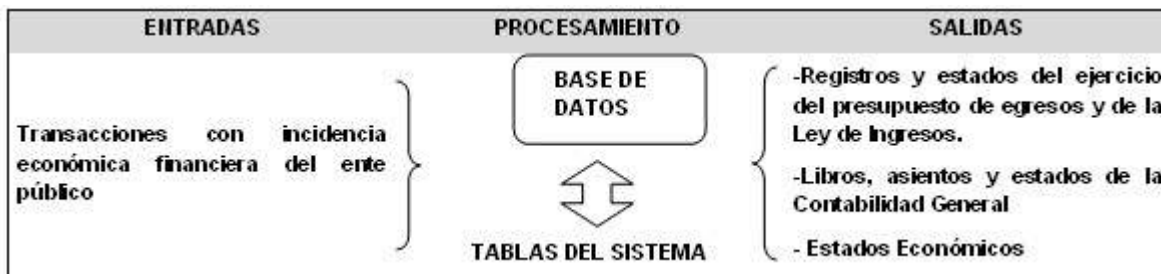 ENTRADAS PROCESAMIENTO SALIDAS
Transacciones con incidencia
económica financiera del ente
público
BASE DE
DATOS
TABLAS DEL SISTEMA
-Registros y estados del ejercicio
del presupuesto de egresos y de la
Ley de Ingresos.
-Libros, asientos y estados de la
Contabilidad General
- Estados Económicos